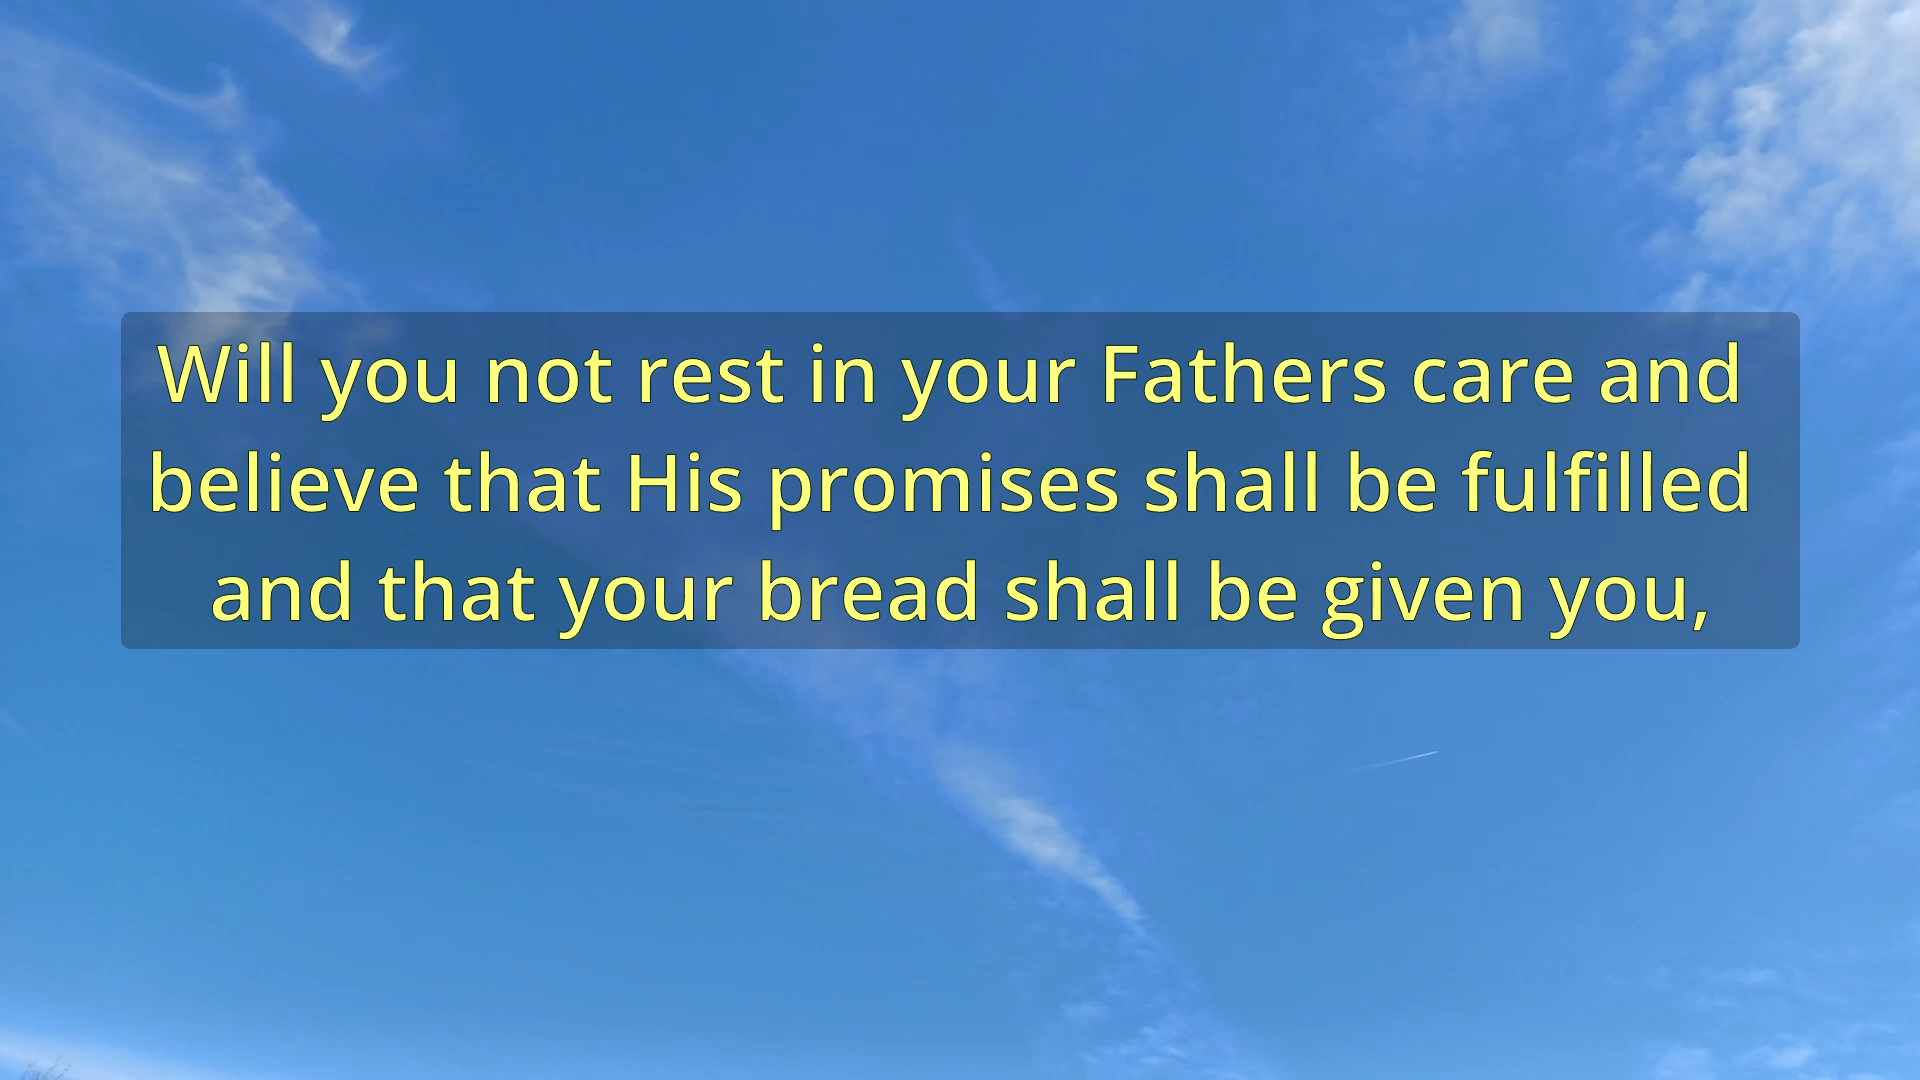 Will you not rest in your Fathers care and
believe that His promises shall be fulfilled
and that your bread shall be given you,